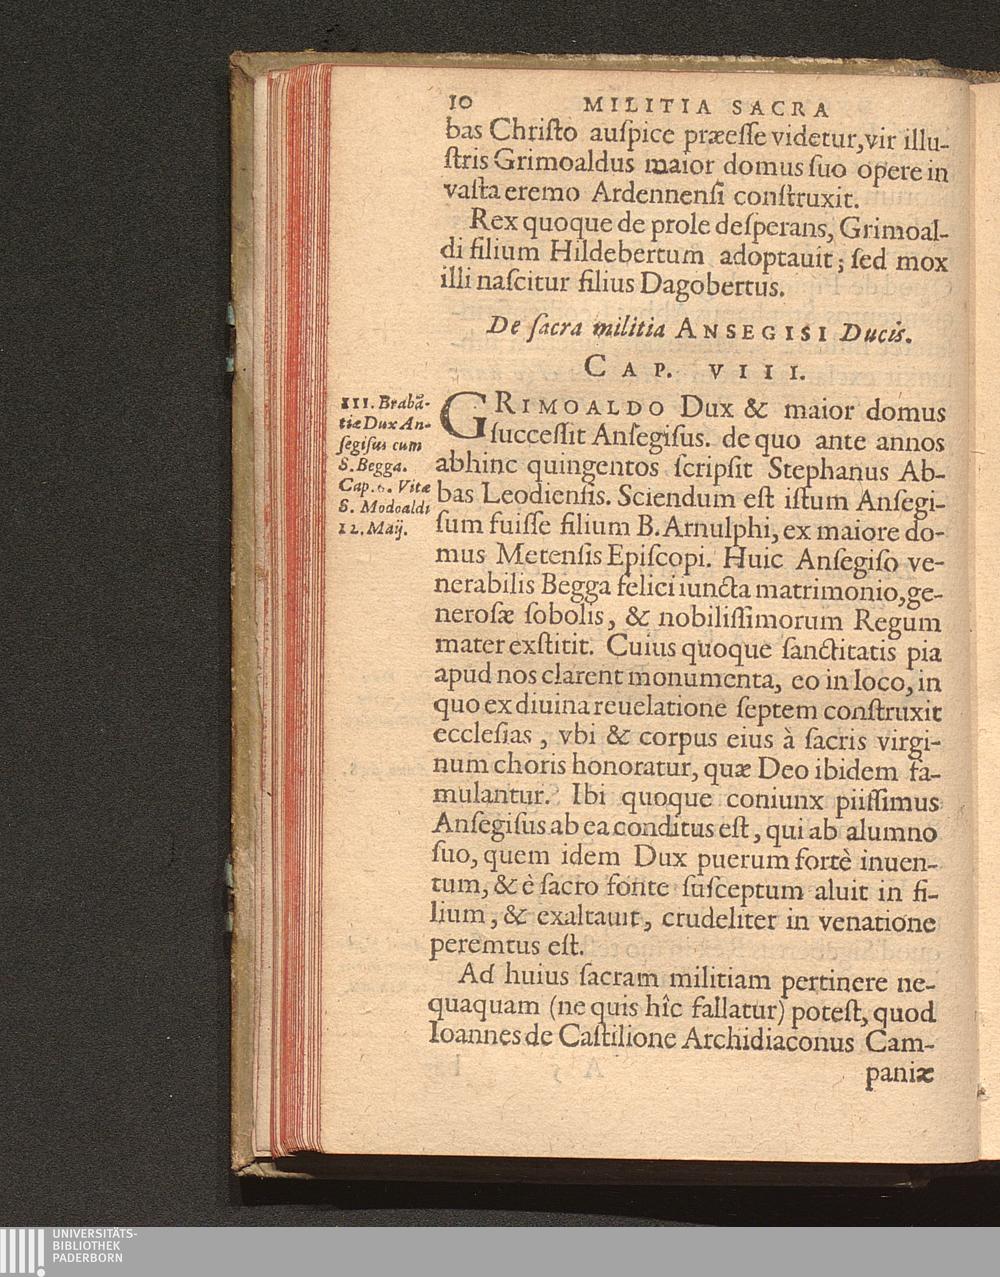 10 MILITIA SACRA
bas Chriſto auſpice præeſſe videtur, vir illu-
ſtris Grimoaldus maior domus ſuo opere in
vaſta eremo Ardennenſi conſtruxit.
Rex quoque de prole deſperans, Grimoal-
di filium Hildebertum adoptauit; ſed mox
illi naſcitur filius Dagobertus.
De ſacra militia ANSEGISI Ducis.
CAP. VIII.
III. Brabã-
tiæ Dux An-
ſegiſus cum
S. Begga.
Cap. 6. Vitæ
S. Modoaldi
12. Maij.
GRIMOALDO Dux & maior domus
ſucceſſit Anſegiſus. de quo ante annos
abhinc quingentos ſcripſit Stephanus Ab-
bas Leodienſis. Sciendum eſt iſtum Anſegi-
ſum fuiſſe filium B. Arnulphi, ex maiore do-
mus Metenſis Epiſcopi. Huic Anſegiſo ve-
nerabilis Begga felici iuncta matrimonio, ge-
neroſæ ſobolis, & nobiliſſimorum Regum
mater exſtitit. Cuius quoque ſanctitatis pia
apud nos clarent monumenta, eo in loco, in
quo ex diuina reuelatione ſeptem conſtruxit
eccleſias, vbi & corpus eius à ſacris virgi-
num choris honoratur, quæ Deo ibidem fa-
mulantur. Ibi quoque coniunx piiſſimus
Anſegiſus ab ea conditus eſt, qui ab alumno
ſuo, quem idem Dux puerum fortè inuen-
tum, & è ſacro fonte ſuſceptum aluit in fi-
lium, & exaltauit, crudeliter in venatione
peremtus eſt.
Ad huius ſacram militiam pertinere ne-
quaquam (ne quis hîc fallatur) poteſt, quod
Ioannes de Caſtilione Archidiaconus Cam-
paniæ
UNIVERSITÄTS-
BIBLIOTHEK
PADERBORN